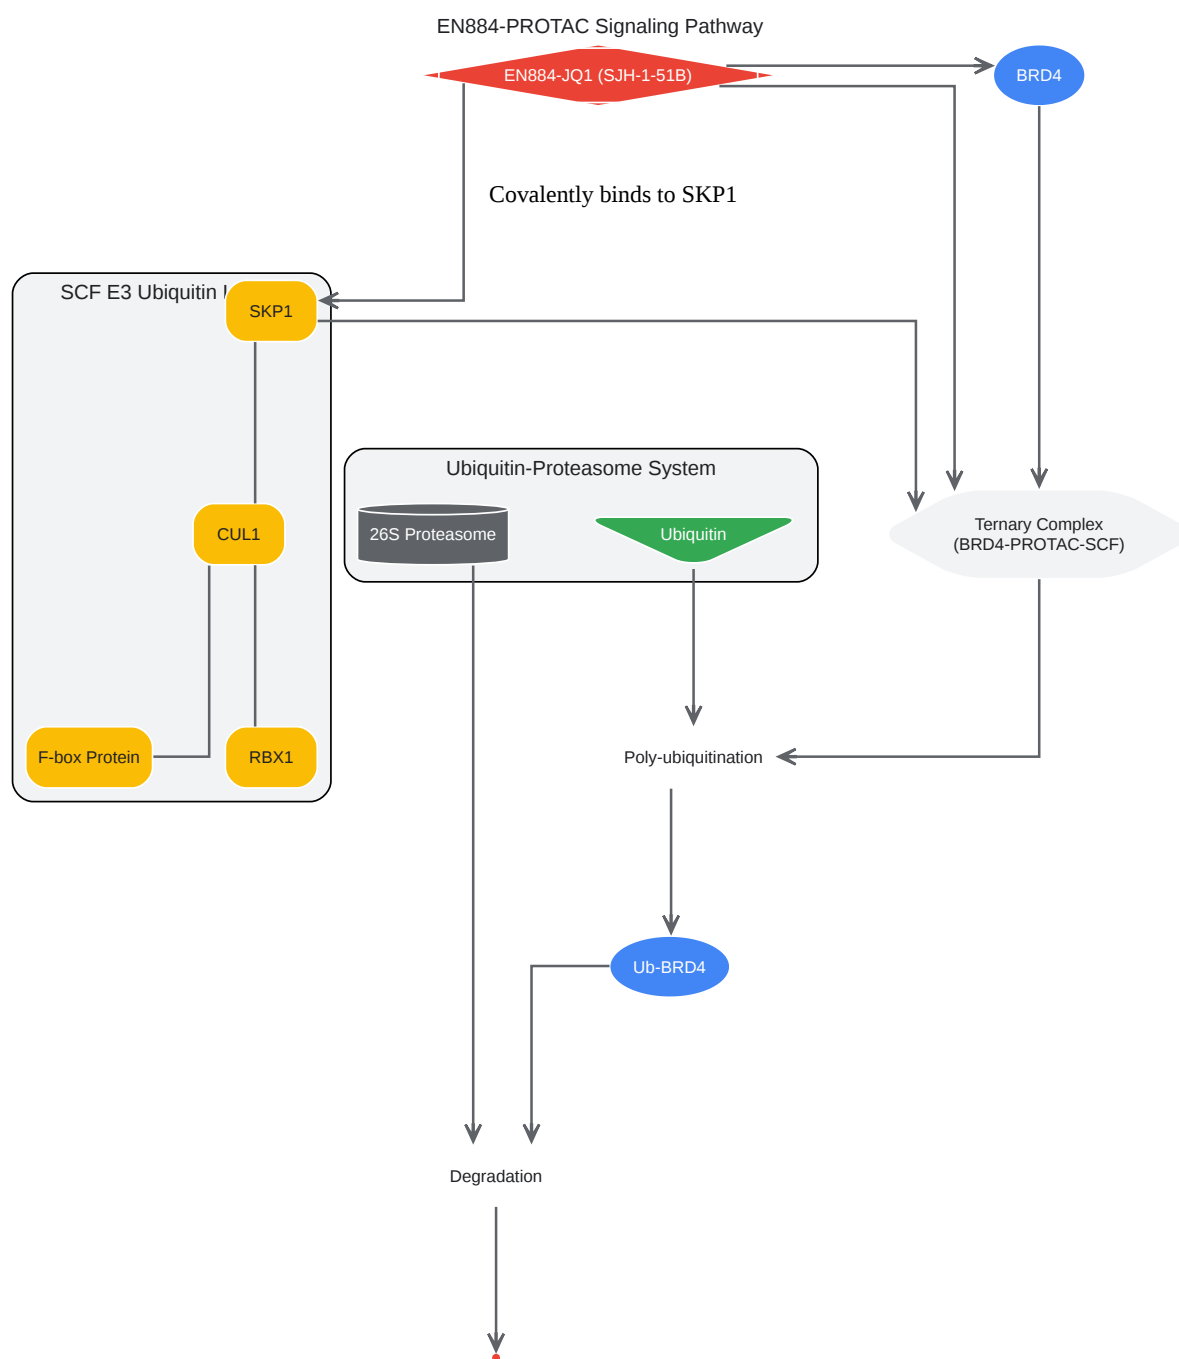 EN884-PROTAC Signaling Pathway
EN884-JQ1 (SJH-1-51B)
BRD4
Covalently binds to SKP1
SCF E3 Ubiquitin
SKP1
Ubiquitin-Proteasome System
26S Proteasome
Ubiquitin
Ternary Complex
(BRD4-PROTAC-SCF)
CUL1
F-box Protein
RBX1
Poly-ubiquitination
Ub-BRD4
Degradation